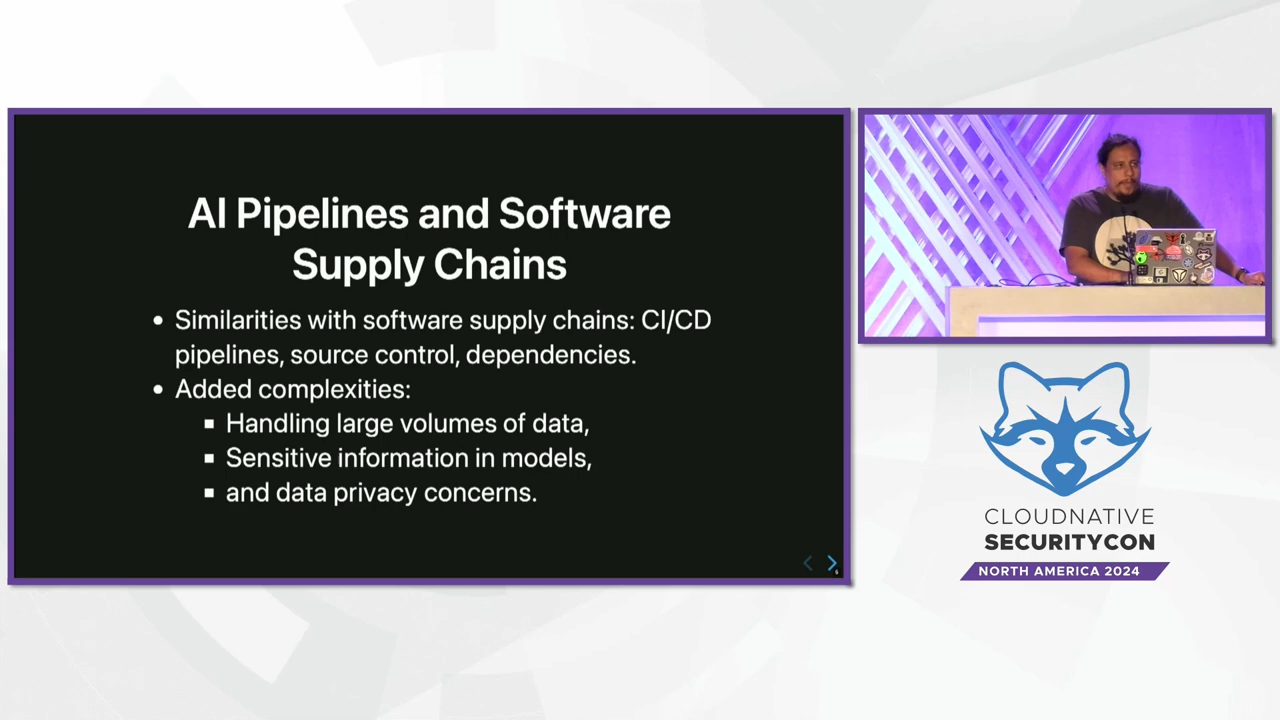 AI Pipelines and Software
Supply Chains
• Similarities with software supply chains: CI/CD
pipelines, source control, dependencies.
• Added complexities:
▪ Handling large volumes of data,
▪ Sensitive information in models,
▪ and data privacy concerns.
CLOUDNATIVE
SECURITYCON
NORTH AMERICA 2024